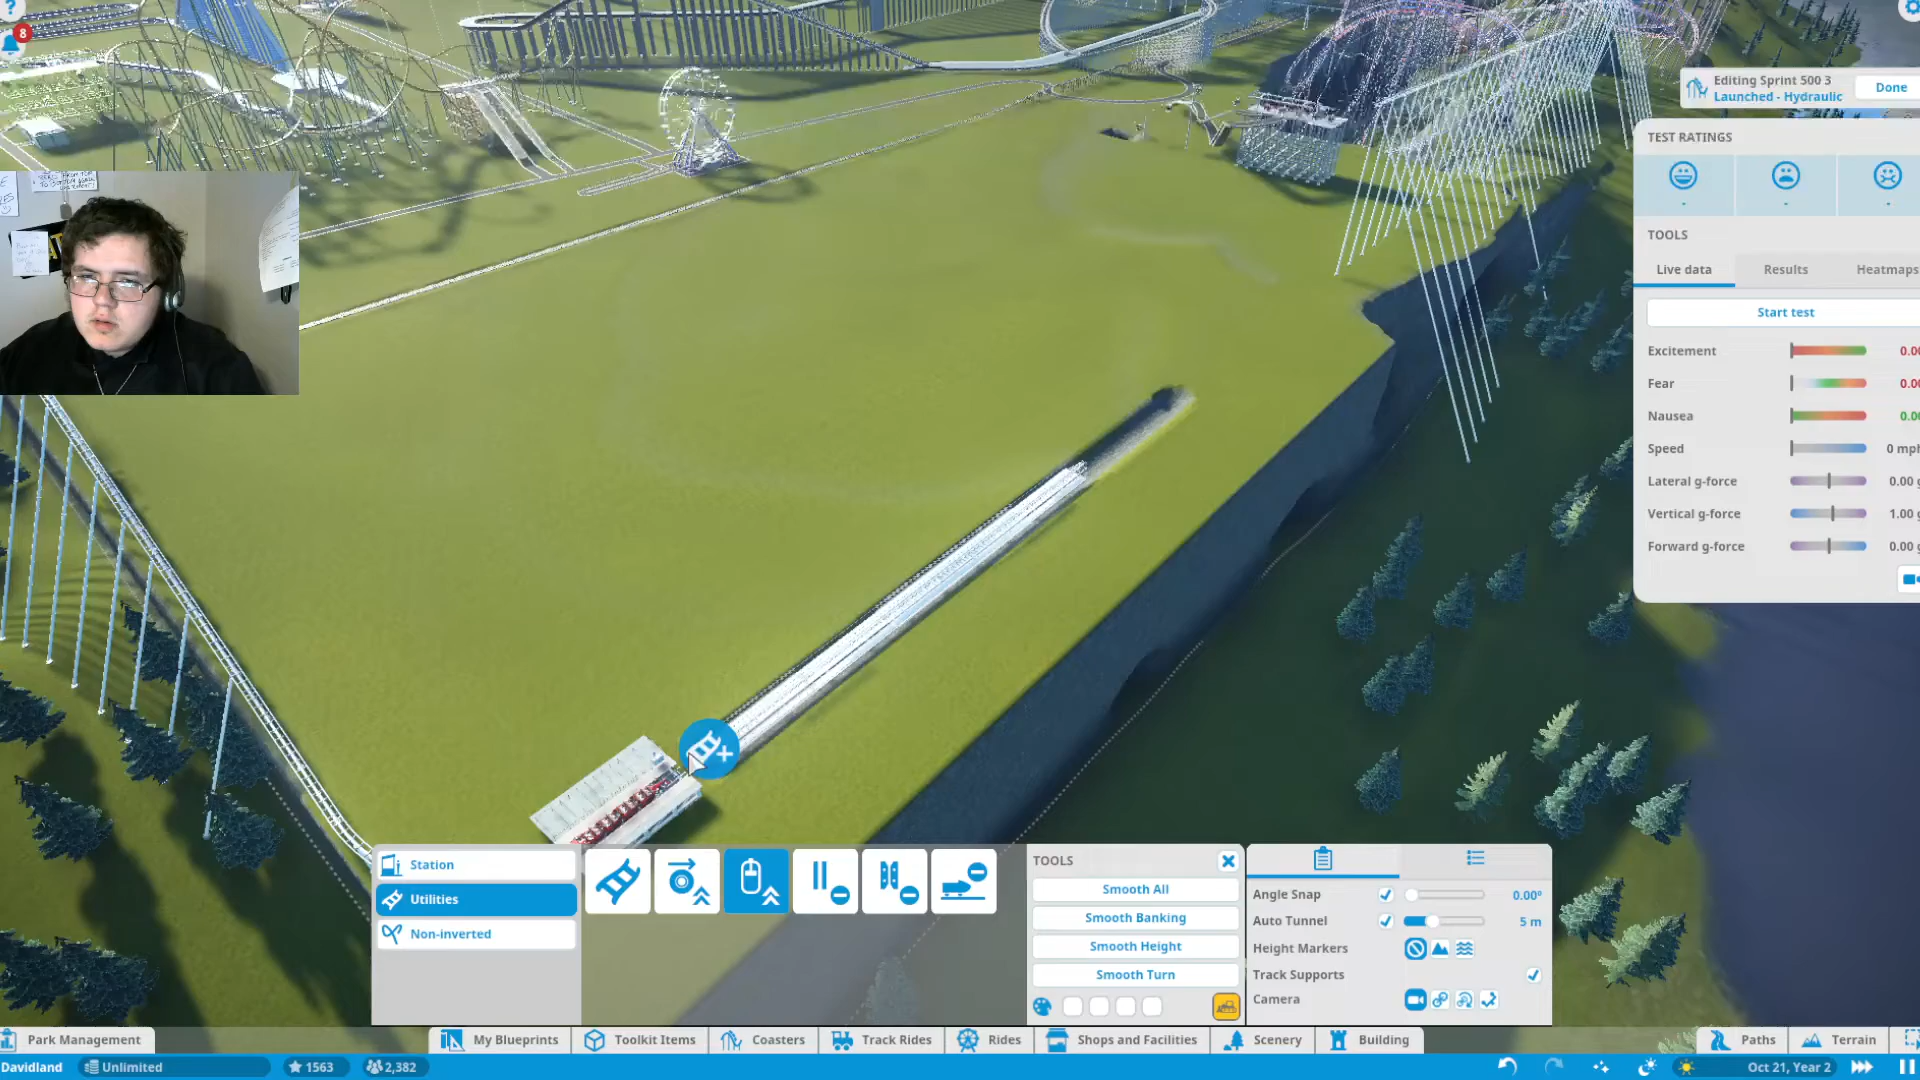 8
Editing Sprint 500 3
Launched - Hydraulic
Done
TEST RATINGS
- - -
TOOLS
Live data Results Heatmaps
Start test
Excitement 0.00
Fear 0.00
Nausea 0.00
Speed 0 mph
Lateral g-force 0.00 g
Vertical g-force 1.00 g
Forward g-force 0.00 g
Station
Utilities
Non-inverted
TOOLS
Smooth All
Smooth Banking
Smooth Height
Smooth Turn
Angle Snap 0.00°
Auto Tunnel 5 m
Height Markers
Track Supports
Camera
Park Management My Blueprints Toolkit Items Coasters Track Rides Rides Shops and Facilities Scenery Building Paths Terrain
Davidland Unlimited 1563 2,382 Oct 21, Year 2